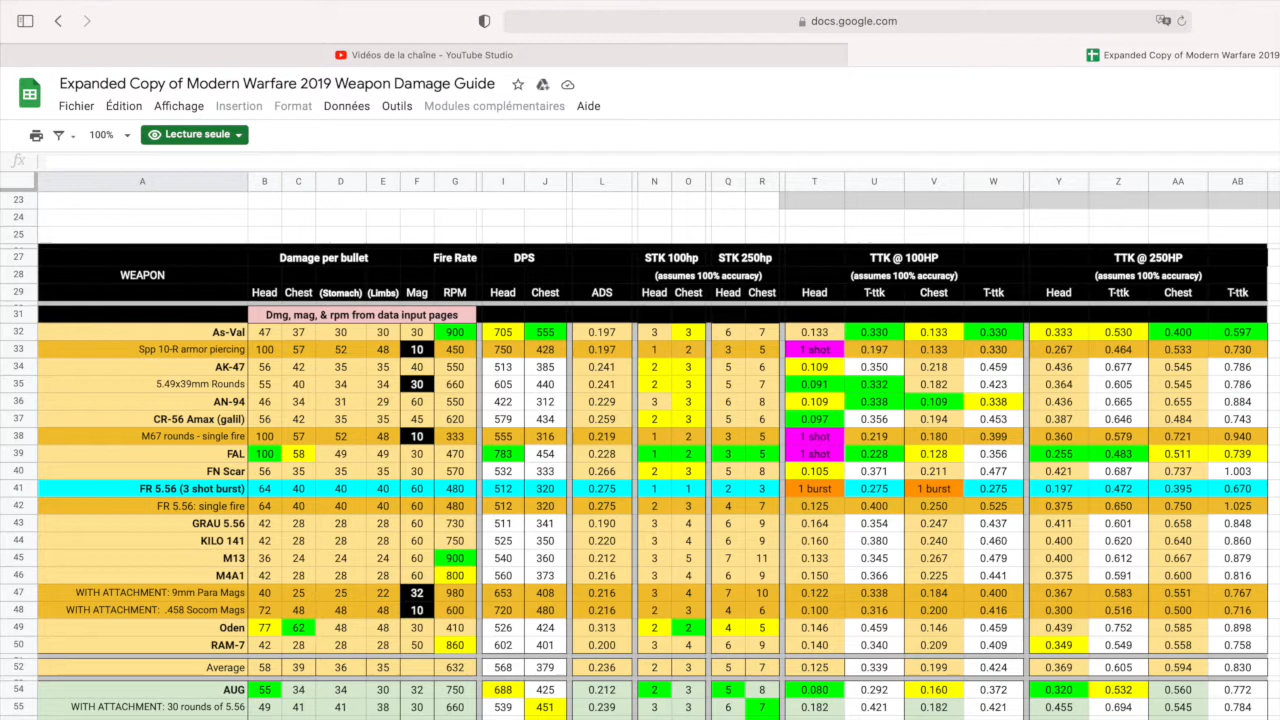 docs.google.com
Vidéos de la chaîne - YouTube Studio
Expanded Copy of Modern Warfare 2019
Expanded Copy of Modern Warfare 2019 Weapon Damage Guide
Fichier Édition Affichage Insertion Format Données Outils Modules complémentaires Aide
100% Lecture seule
fx
A B C D E F G I J L N O Q R T U V W Y Z AA AB
23
24
25
27 Damage per bullet Fire Rate DPS STK 100hp STK 250hp TTK @ 100HP TTK @ 250HP
28 WEAPON (assumes 100% accuracy) (assumes 100% accuracy) (assumes 100% accuracy)
29 Head Chest (Stomach) (Limbs) Mag RPM Head Chest ADS Head Chest Head Chest Head T-ttk Chest T-ttk Head T-ttk Chest T-ttk
31 Dmg, mag, & rpm from data input pages
32 As-Val 47 37 30 30 30 900 705 555 0.197 3 3 6 7 0.133 0.330 0.133 0.330 0.333 0.530 0.400 0.597
33 Spp 10-R armor piercing 100 57 52 48 10 450 750 428 0.197 1 2 3 5 1 shot 0.197 0.133 0.330 0.267 0.464 0.533 0.730
34 AK-47 56 42 35 35 40 550 513 385 0.241 2 3 5 6 0.109 0.350 0.218 0.459 0.436 0.677 0.545 0.786
35 5.49x39mm Rounds 55 40 34 34 30 660 605 440 0.241 2 3 5 7 0.091 0.332 0.182 0.423 0.364 0.605 0.545 0.786
36 AN-94 46 34 31 29 60 550 422 312 0.229 3 3 6 8 0.109 0.338 0.109 0.338 0.436 0.665 0.655 0.884
37 CR-56 Amax (galil) 56 42 35 35 45 620 579 434 0.259 2 3 5 6 0.097 0.356 0.194 0.453 0.387 0.646 0.484 0.743
38 M67 rounds - single fire 100 57 52 48 10 333 555 316 0.219 1 2 3 5 1 shot 0.219 0.180 0.399 0.360 0.579 0.721 0.940
39 FAL 100 58 49 49 30 470 783 454 0.228 1 2 3 5 1 shot 0.228 0.128 0.356 0.255 0.483 0.511 0.739
40 FN Scar 56 35 35 35 30 570 532 333 0.266 2 3 5 8 0.105 0.371 0.211 0.477 0.421 0.687 0.737 1.003
41 FR 5.56 (3 shot burst) 64 40 40 40 60 480 512 320 0.275 1 1 2 3 1 burst 0.275 1 burst 0.275 0.197 0.472 0.395 0.670
42 FR 5.56: single fire 64 40 40 40 60 480 512 320 0.275 2 3 4 7 0.125 0.400 0.250 0.525 0.375 0.650 0.750 1.025
43 GRAU 5.56 42 28 28 28 60 730 511 341 0.190 3 4 6 9 0.164 0.354 0.247 0.437 0.411 0.601 0.658 0.848
44 KILO 141 42 28 28 28 60 750 525 350 0.220 3 4 6 9 0.160 0.380 0.240 0.460 0.400 0.620 0.640 0.860
45 M13 36 24 24 24 60 900 540 360 0.212 3 5 7 11 0.133 0.345 0.267 0.479 0.400 0.612 0.667 0.879
46 M4A1 42 28 28 28 60 800 560 373 0.216 3 4 6 9 0.150 0.366 0.225 0.441 0.375 0.591 0.600 0.816
47 WITH ATTACHMENT: 9mm Para Mags 40 25 25 22 32 980 653 408 0.216 3 4 7 10 0.122 0.338 0.184 0.400 0.367 0.583 0.551 0.767
48 WITH ATTACHMENT: .458 Socom Mags 72 48 48 48 10 600 720 480 0.216 2 3 4 6 0.100 0.316 0.200 0.416 0.300 0.516 0.500 0.716
49 Oden 77 62 48 48 30 410 526 424 0.313 2 2 4 5 0.146 0.459 0.146 0.459 0.439 0.752 0.585 0.898
50 RAM-7 42 28 28 28 50 860 602 401 0.200 3 4 6 9 0.140 0.340 0.209 0.409 0.349 0.549 0.558 0.758
52 Average 58 39 36 35 632 568 379 0.236 2 3 5 7 0.125 0.339 0.199 0.424 0.369 0.605 0.594 0.830
54 AUG 55 34 34 30 32 750 688 425 0.212 2 3 5 8 0.080 0.292 0.160 0.372 0.320 0.532 0.560 0.772
55 WITH ATTACHMENT: 30 rounds of 5.56 49 41 41 38 30 660 539 451 0.239 3 3 6 7 0.182 0.421 0.182 0.421 0.455 0.694 0.545 0.784